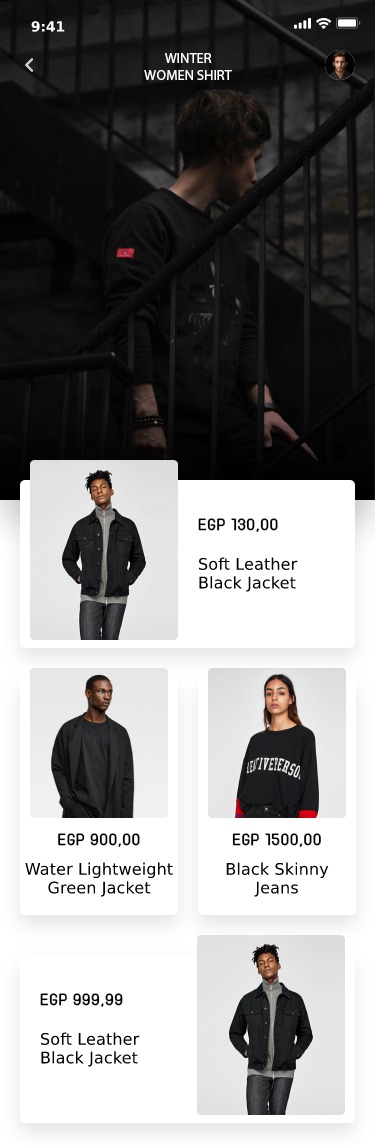 9:41
WINTER
WOMEN SHIRT
EGP 130,00
Soft Leather
Black Jacket
EGP 900,00
Water Lightweight
Green Jacket
EGP 1500,00
Black Skinny
Jeans
EGP 999,99
Soft Leather
Black Jacket